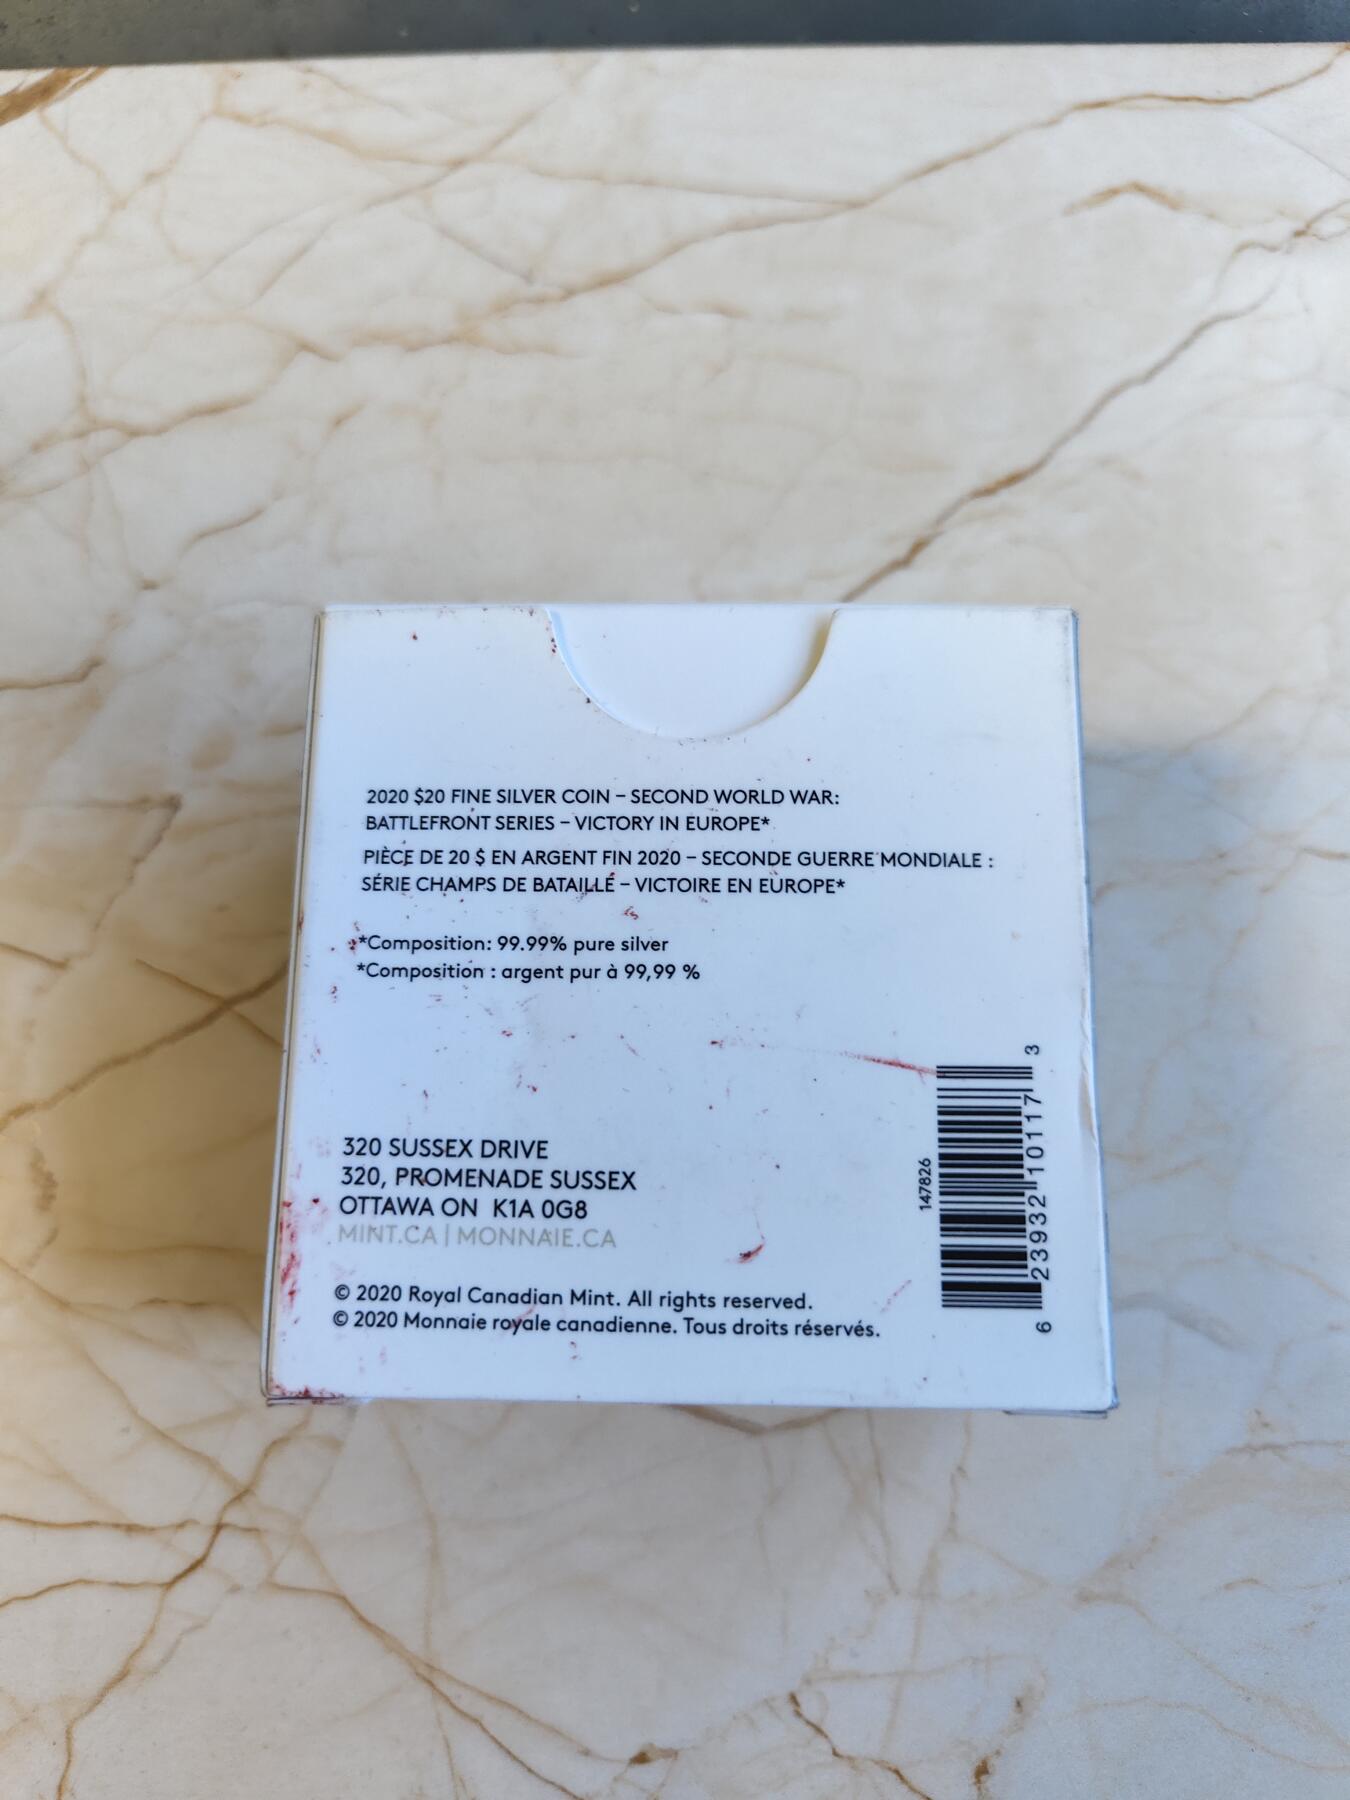 2020 $20 FINE SILVER COIN – SECOND WORLD WAR:
BATTLEFRONT SERIES – VICTORY IN EUROPE*
PIÈCE DE 20 $ EN ARGENT FIN 2020 – SECONDE GUERRE MONDIALE :
SÉRIE CHAMPS DE BATAILLE – VICTOIRE EN EUROPE*
*Composition: 99.99% pure silver
*Composition : argent pur à 99,99 %
320 SUSSEX DRIVE
320, PROMENADE SUSSEX
OTTAWA ON K1A 0G8
MINT.CA | MONNAIE.CA
© 2020 Royal Canadian Mint. All rights reserved.
© 2020 Monnaie royale canadienne. Tous droits réservés.
147826
6 23932 10117 3